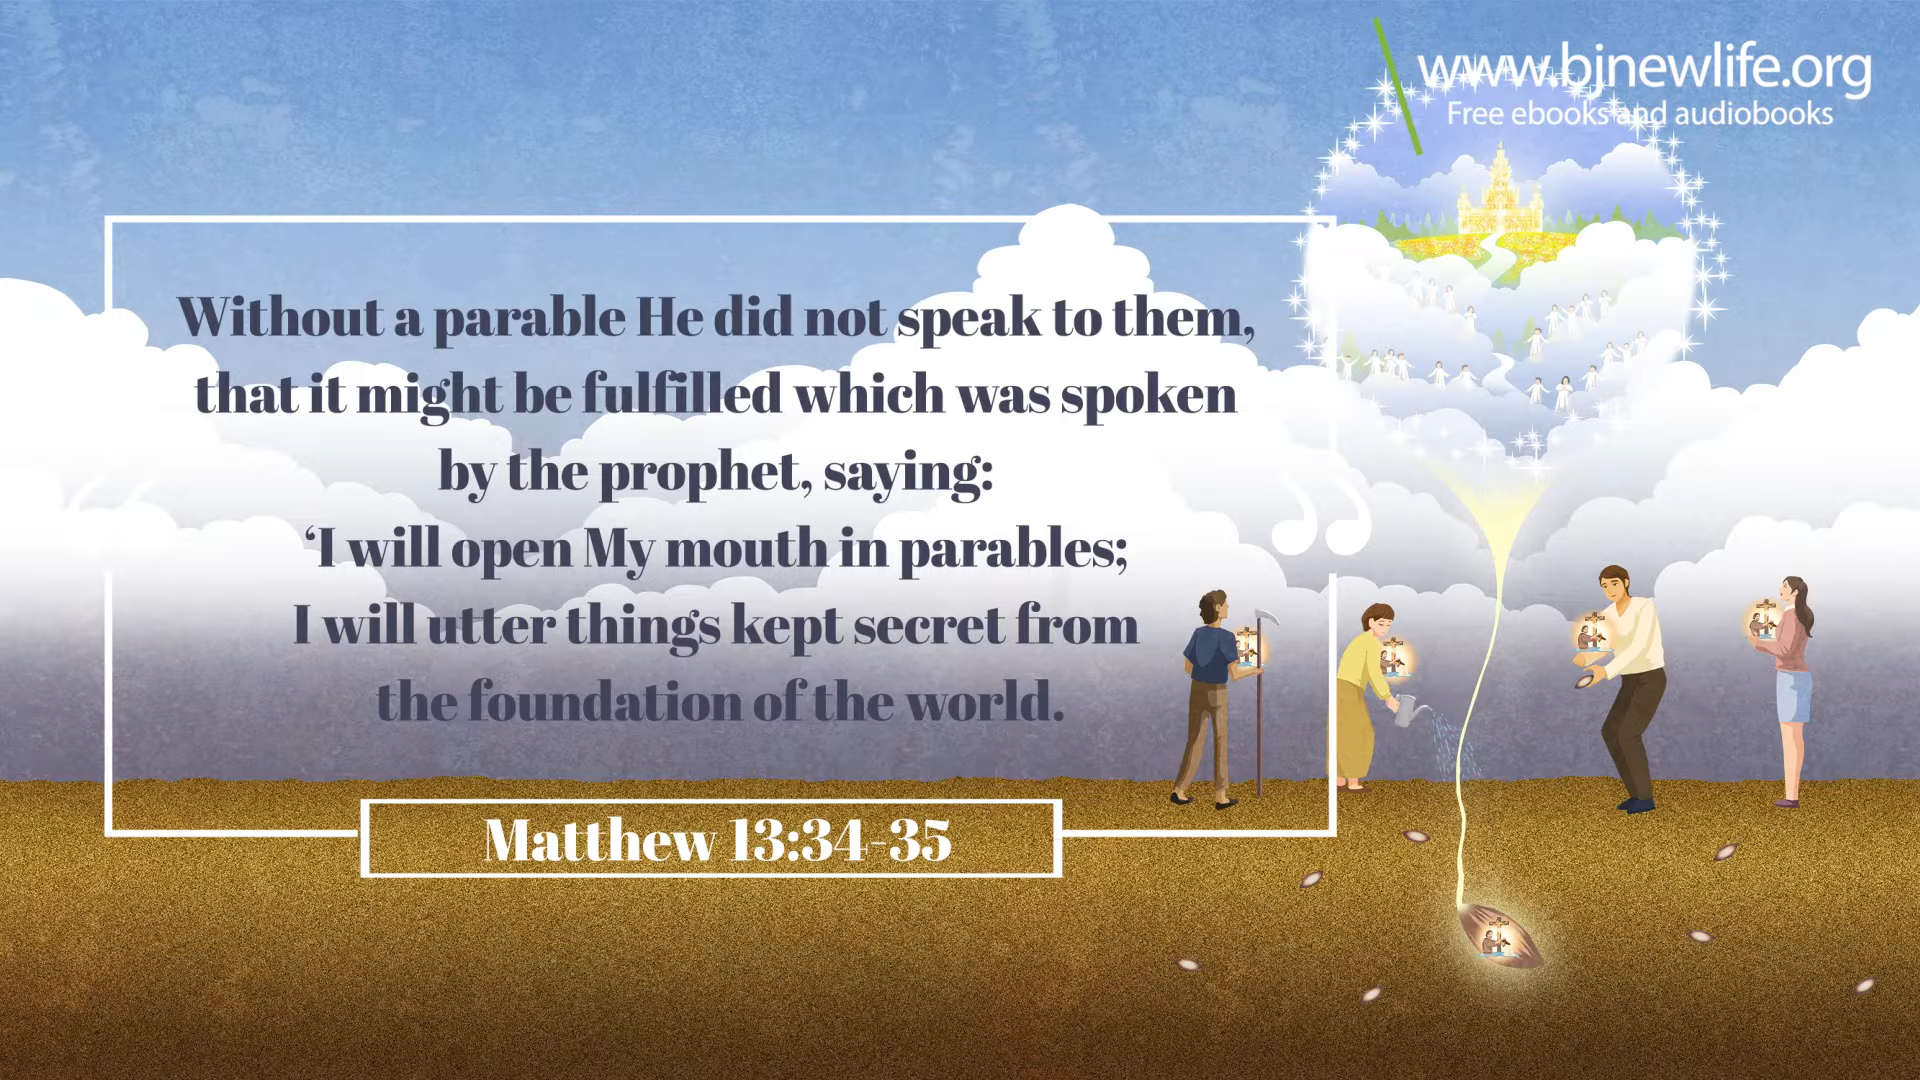 www.bjnewlife.org
Free ebooks and audiobooks
Without a parable He did not speak to them,
that it might be fulfilled which was spoken
by the prophet, saying:
‘I will open My mouth in parables;
I will utter things kept secret from
the foundation of the world.
Matthew 13:34-35